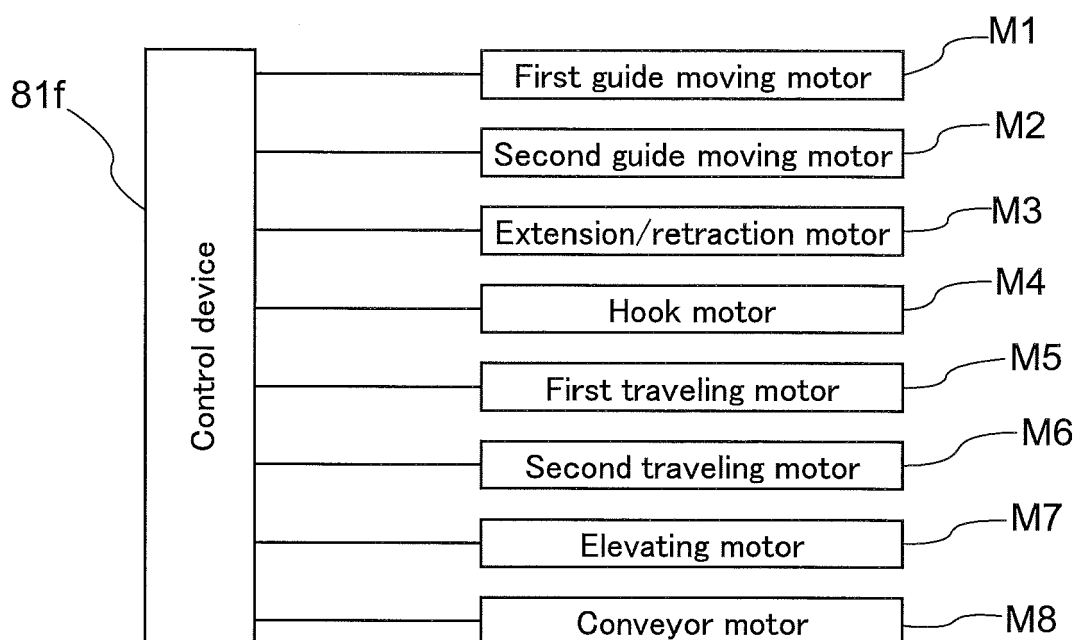 M1
First guide moving motor
81f
M2
Second guide moving motor
M3
Extension/retraction motor
Control device
M4
Hook motor
M5
First traveling motor
M6
Second traveling motor
M7
Elevating motor
M8
Conveyor motor